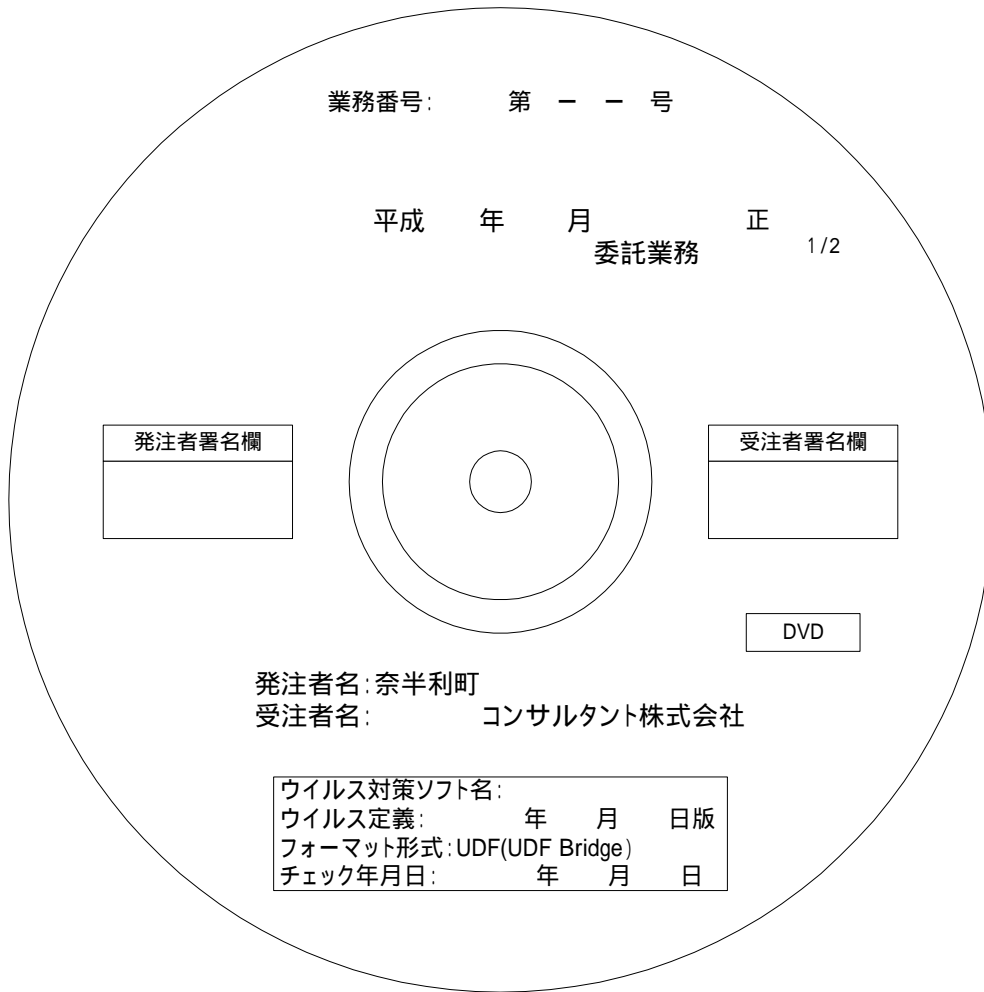 業務番号:　　　第　－　－　号
平成　　年　　月　　　　　正
委託業務　　　1/2
発注者署名欄
受注者署名欄
DVD
発注者名:奈半利町
受注者名:　　　　コンサルタント株式会社
ウイルス対策ソフト名:
ウイルス定義:　　　　年　　月　　日版
フォーマット形式:UDF(UDF Bridge)
チェック年月日:　　　　年　　月　　日